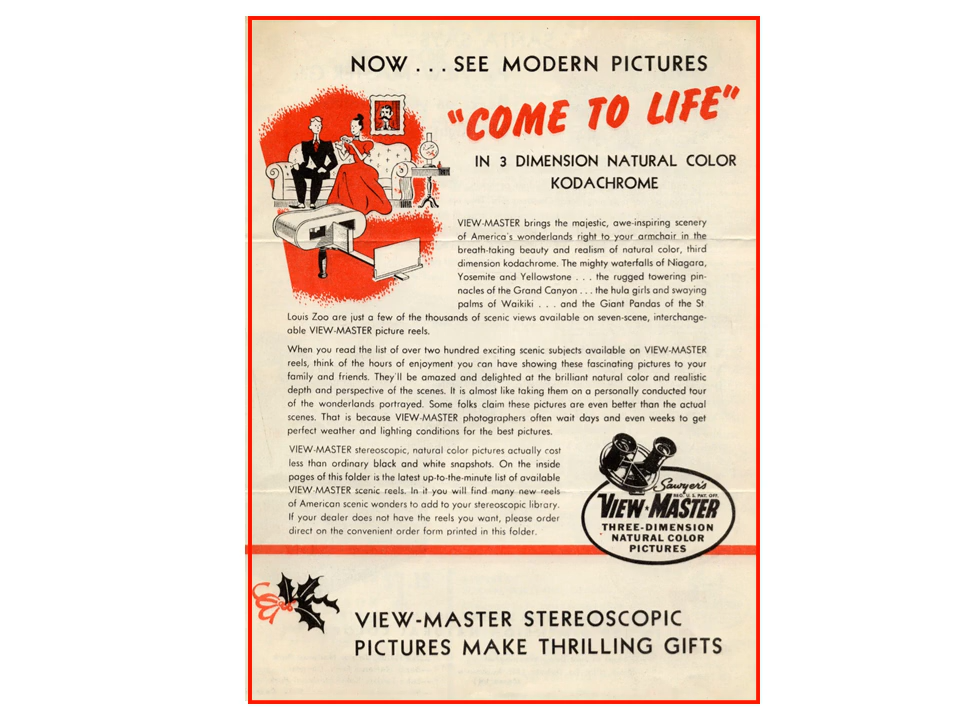 NOW . . . SEE MODERN PICTURES
"COME TO LIFE"
IN 3 DIMENSION NATURAL COLOR
KODACHROME
VIEW-MASTER brings the majestic, awe-inspiring scenery
of America's wonderlands right to your armchair in the
breath-taking beauty and realism of natural color, third
dimension kodachrome. The mighty waterfalls of Niagara,
Yosemite and Yellowstone . . . the rugged towering pin-
nacles of the Grand Canyon . . . the hula girls and swaying
palms of Waikiki . . . and the Giant Pandas of the St.
Louis Zoo are just a few of the thousands of scenic views available on seven-scene, interchange-
able VIEW-MASTER picture reels.
When you read the list of over two hundred exciting scenic subjects available on VIEW-MASTER
reels, think of the hours of enjoyment you can have showing these fascinating pictures to your
family and friends. They'll be amazed and delighted at the brilliant natural color and realistic
depth and perspective of the scenes. It is almost like taking them on a personally conducted tour
of the wonderlands portrayed. Some folks claim these pictures are even better than the actual
scenes. That is because VIEW-MASTER photographers often wait days and even weeks to get
perfect weather and lighting conditions for the best pictures.
VIEW-MASTER stereoscopic, natural color pictures actually cost
less than ordinary black and white snapshots. On the inside
pages of this folder is the latest up-to-the-minute list of available
VIEW-MASTER scenic reels. In it you will find many new reels
of American scenic wonders to add to your stereoscopic library.
If your dealer does not have the reels you want, please order
direct on the convenient order form printed in this folder.
Sawyer's
REG. U. S. PAT. OFF.
VIEW-MASTER
THREE-DIMENSION
NATURAL COLOR
PICTURES
VIEW-MASTER STEREOSCOPIC
PICTURES MAKE THRILLING GIFTS